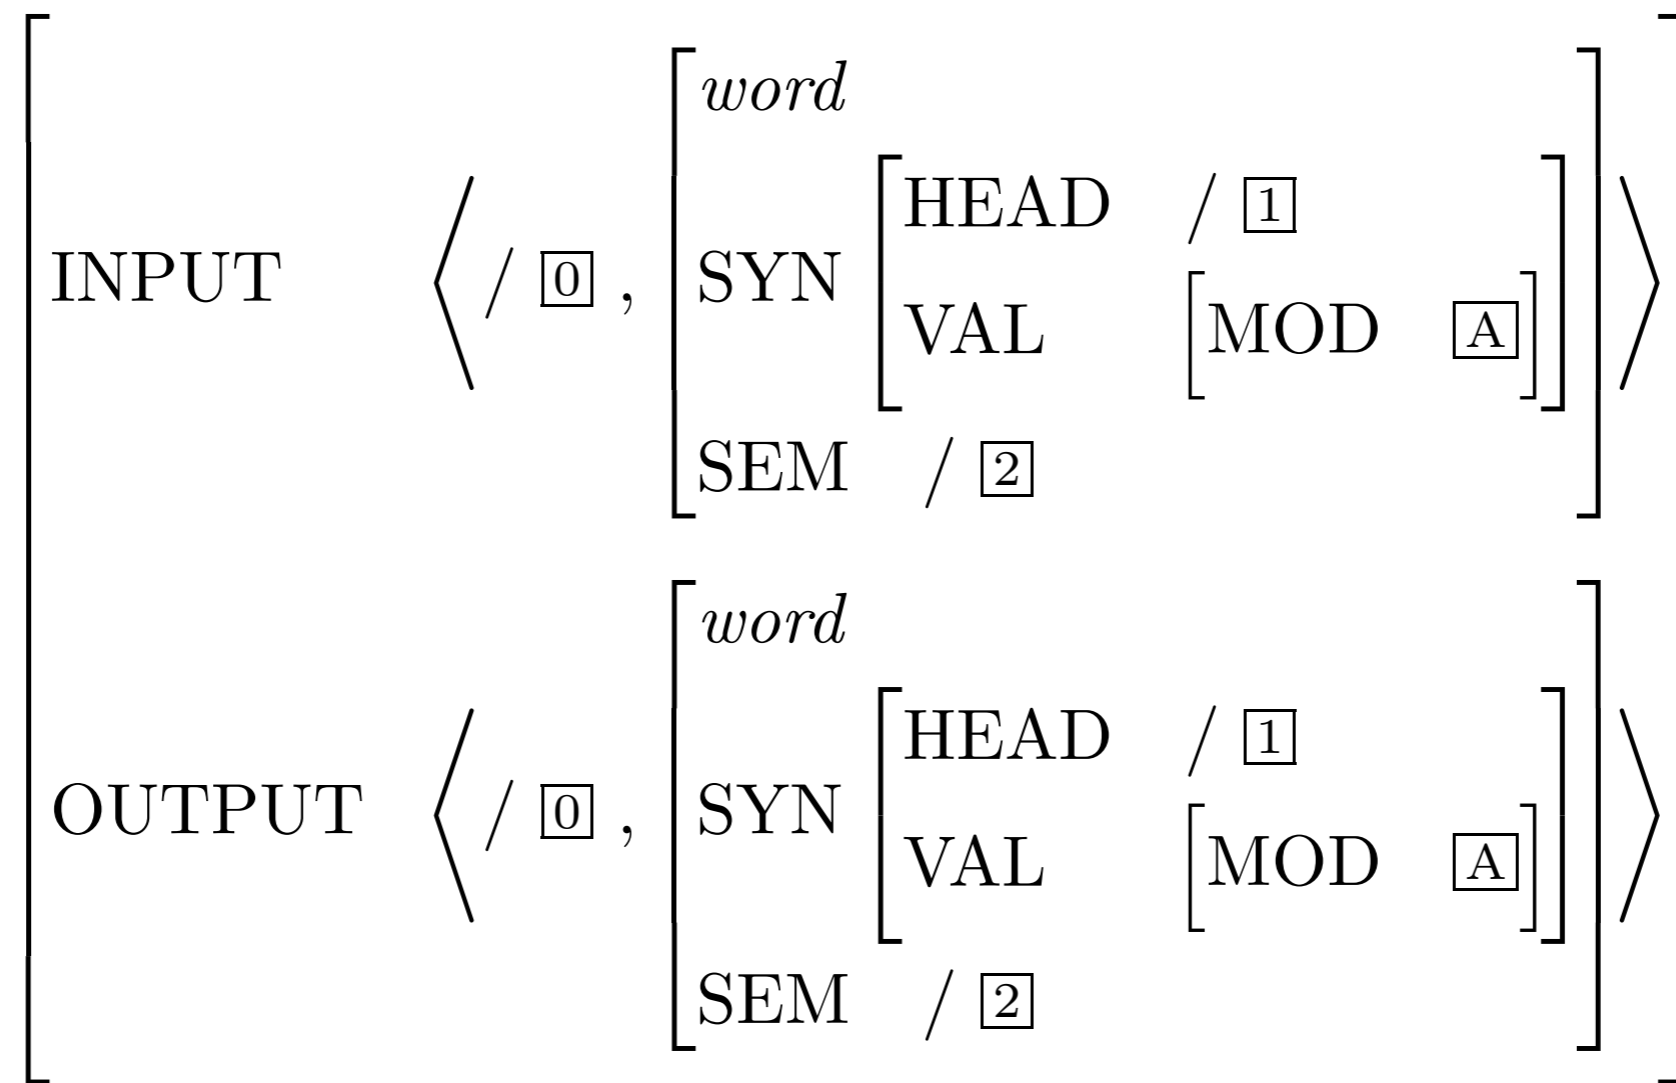 word
HEAD / 1
INPUT ⟨ / 0 , SYN
VAL [MOD A] ⟩
SEM / 2
word
HEAD / 1
OUTPUT ⟨ / 0 , SYN
VAL [MOD A] ⟩
SEM / 2